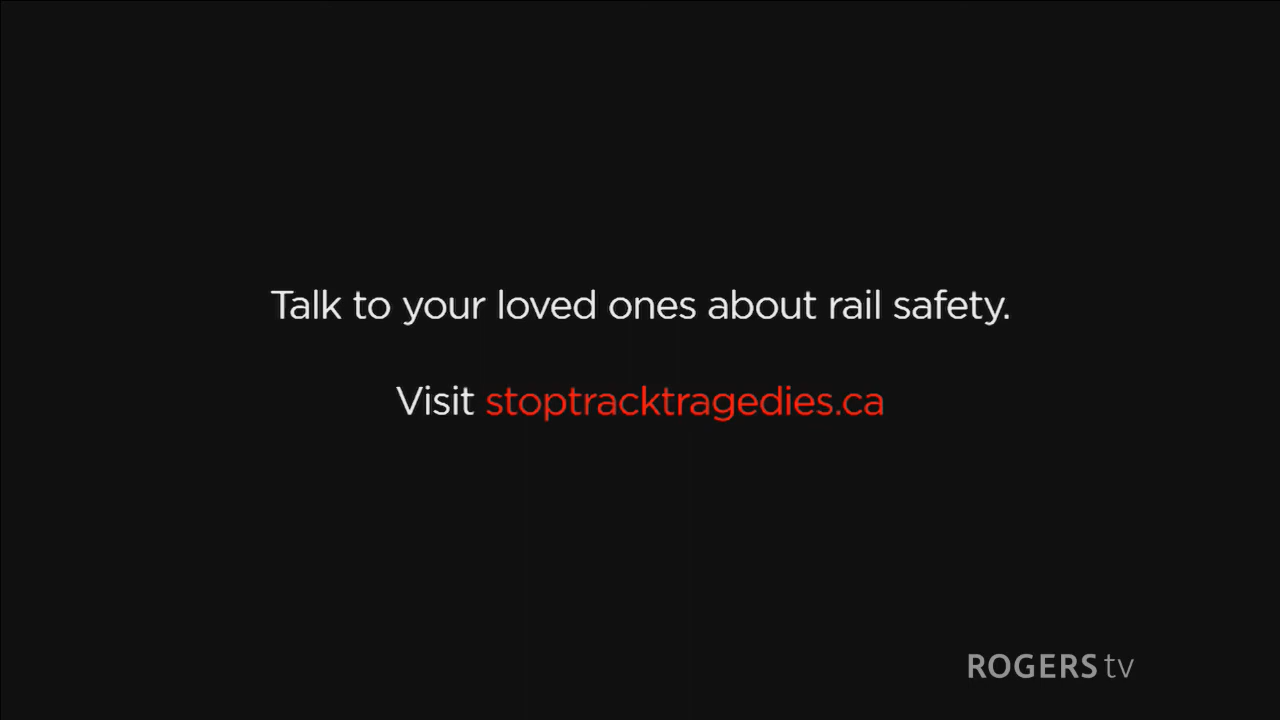 Talk to your loved ones about rail safety.
Visit stoptracktragedies.ca
ROGERS tv